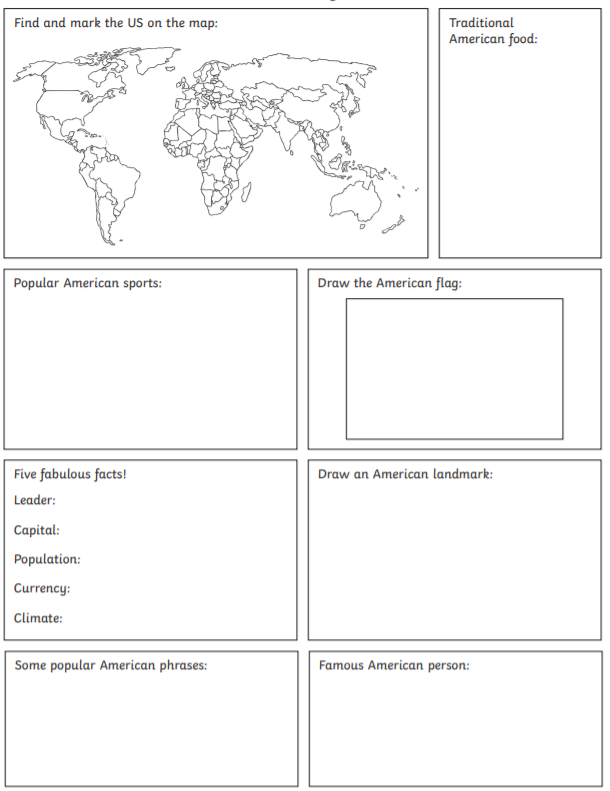 Find and mark the US on the map:
Traditional
American food:
Popular American sports:
Draw the American flag:
Five fabulous facts!
Leader:
Capital:
Population:
Currency:
Climate:
Draw an American landmark:
Some popular American phrases:
Famous American person: